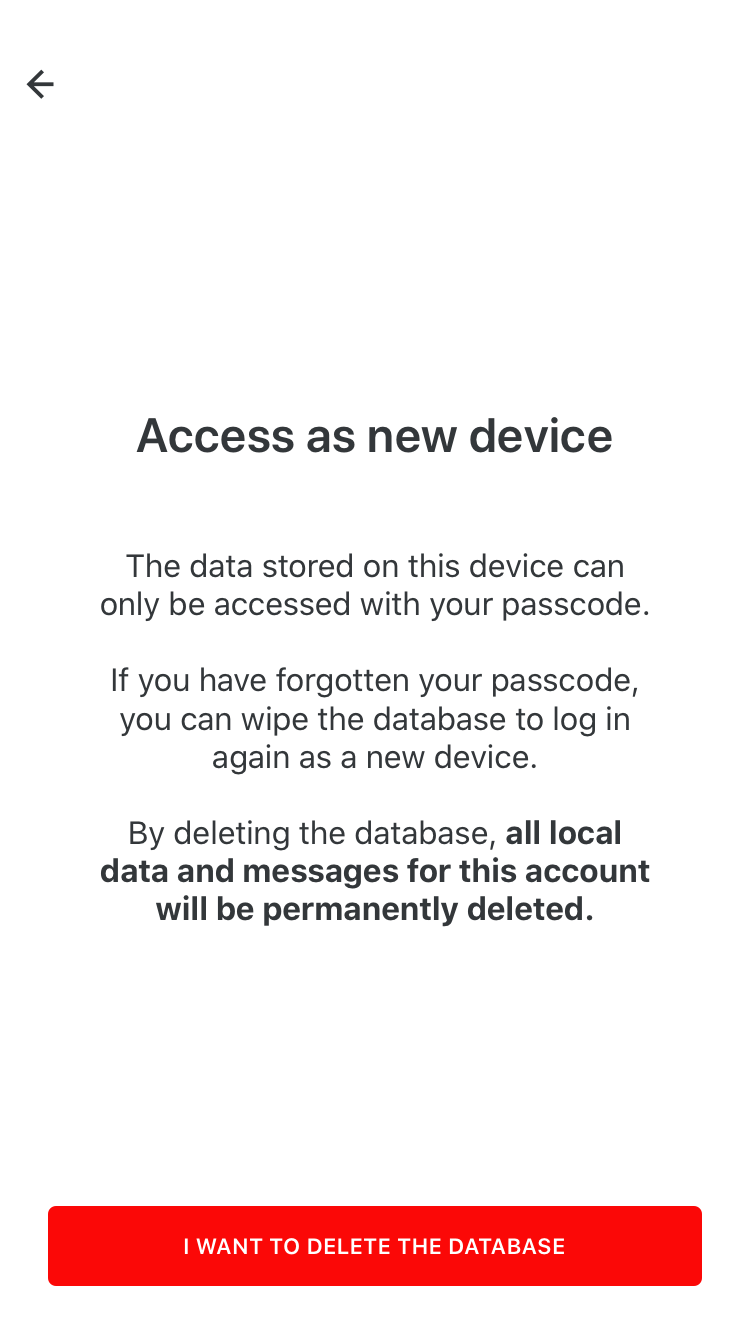 Access as new device
The data stored on this device can
only be accessed with your passcode.
If you have forgotten your passcode,
you can wipe the database to log in
again as a new device.
By deleting the database, all local
data and messages for this account
will be permanently deleted.
I WANT TO DELETE THE DATABASE